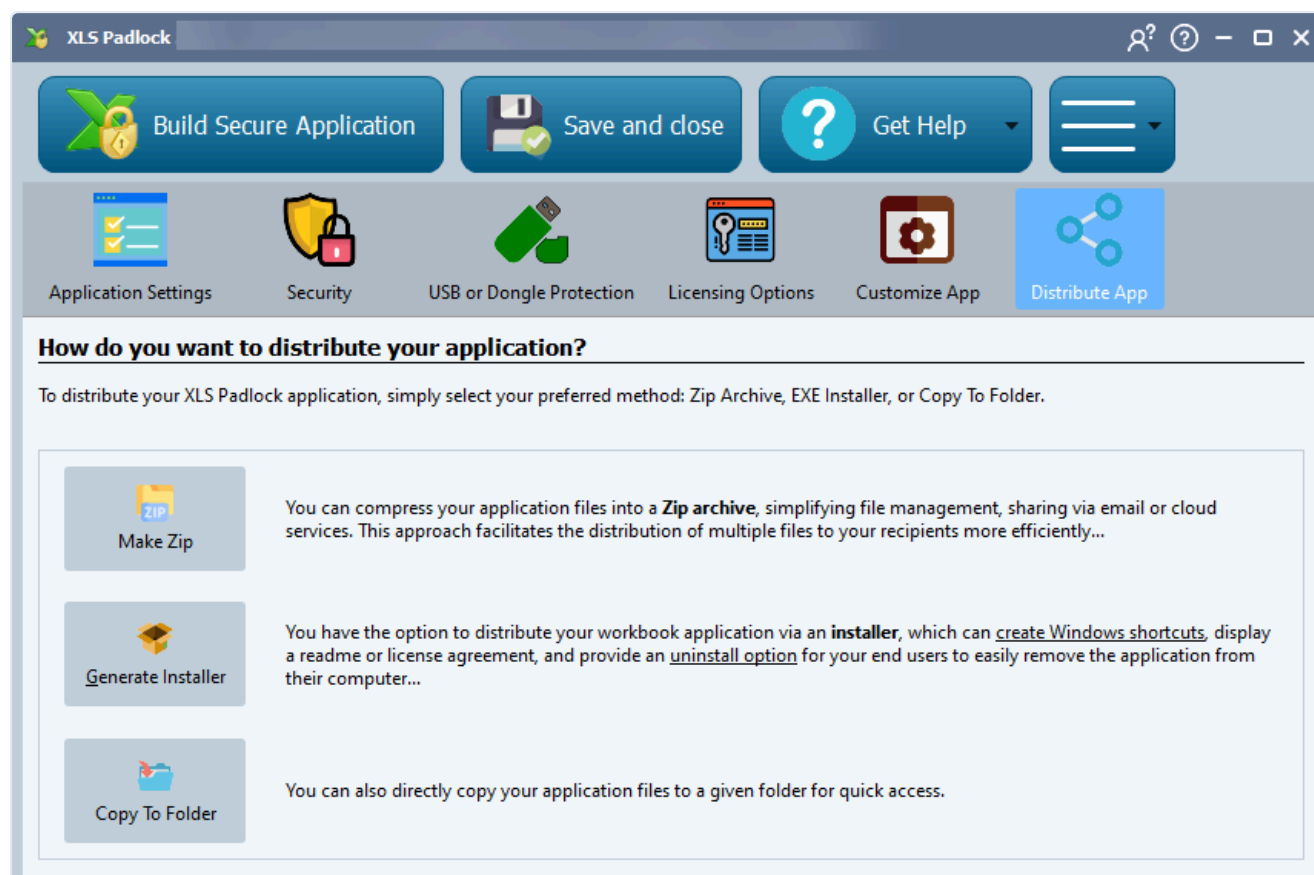 XLS Padlock
Build Secure Application
Save and close
Get Help
Application Settings
Security
USB or Dongle Protection
Licensing Options
Customize App
Distribute App
How do you want to distribute your application?
To distribute your XLS Padlock application, simply select your preferred method: Zip Archive, EXE Installer, or Copy To Folder.
ZIP
Make Zip
You can compress your application files into a Zip archive, simplifying file management, sharing via email or cloud
services. This approach facilitates the distribution of multiple files to your recipients more efficiently...
Generate Installer
You have the option to distribute your workbook application via an installer, which can create Windows shortcuts, display
a readme or license agreement, and provide an uninstall option for your end users to easily remove the application from
their computer...
Copy To Folder
You can also directly copy your application files to a given folder for quick access.